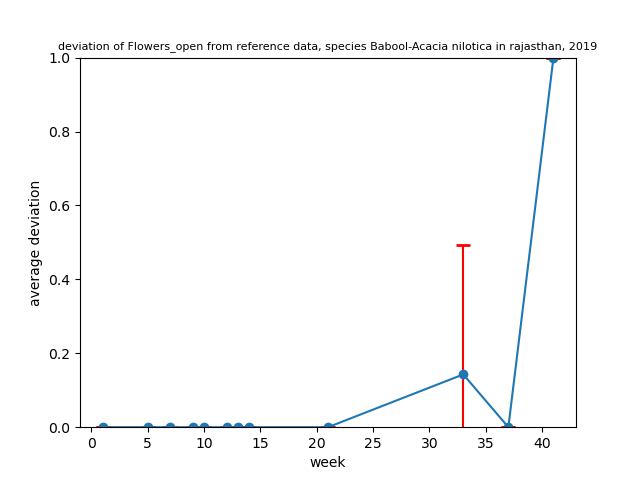 deviation of Flowers_open from reference data, species Babool-Acacia nilotica in rajasthan, 2019
1.0
0.8
0.6
0.4
0.2
0.0
average deviation
0 5 10 15 20 25 30 35 40
week